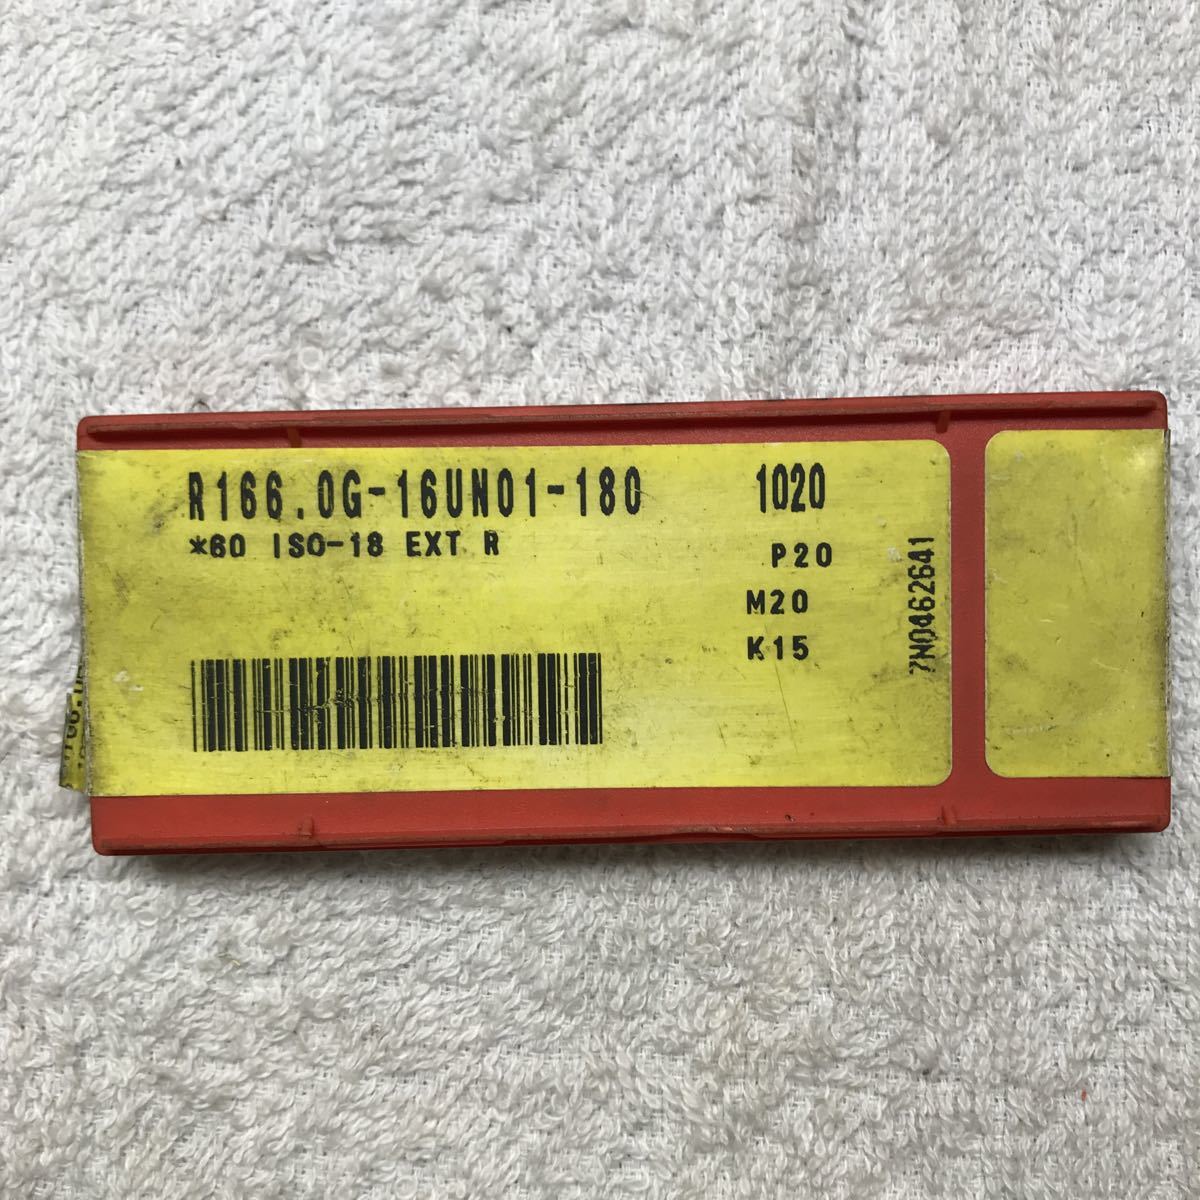 R166.0G-16UN01-180 1020
*60 ISO-18 EXT R
P20
M20
K15
7N0462641